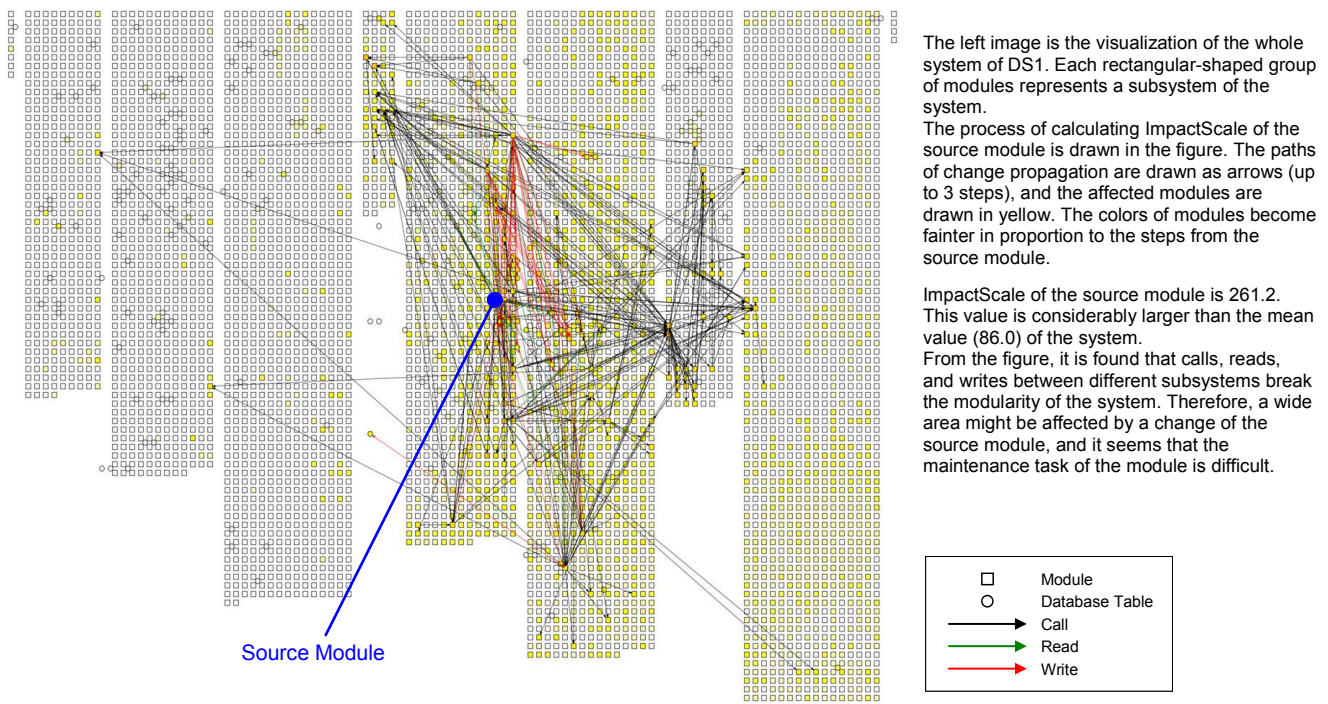 The left image is the visualization of the whole
system of DS1. Each rectangular-shaped group
of modules represents a subsystem of the
system.
The process of calculating ImpactScale of the
source module is drawn in the figure. The paths
of change propagation are drawn as arrows (up
to 3 steps), and the affected modules are
drawn in yellow. The colors of modules become
fainter in proportion to the steps from the
source module.
ImpactScale of the source module is 261.2.
This value is considerably larger than the mean
value (86.0) of the system.
From the figure, it is found that calls, reads,
and writes between different subsystems break
the modularity of the system. Therefore, a wide
area might be affected by a change of the
source module, and it seems that the
maintenance task of the module is difficult.
Source Module
Module
Database Table
Call
Read
Write